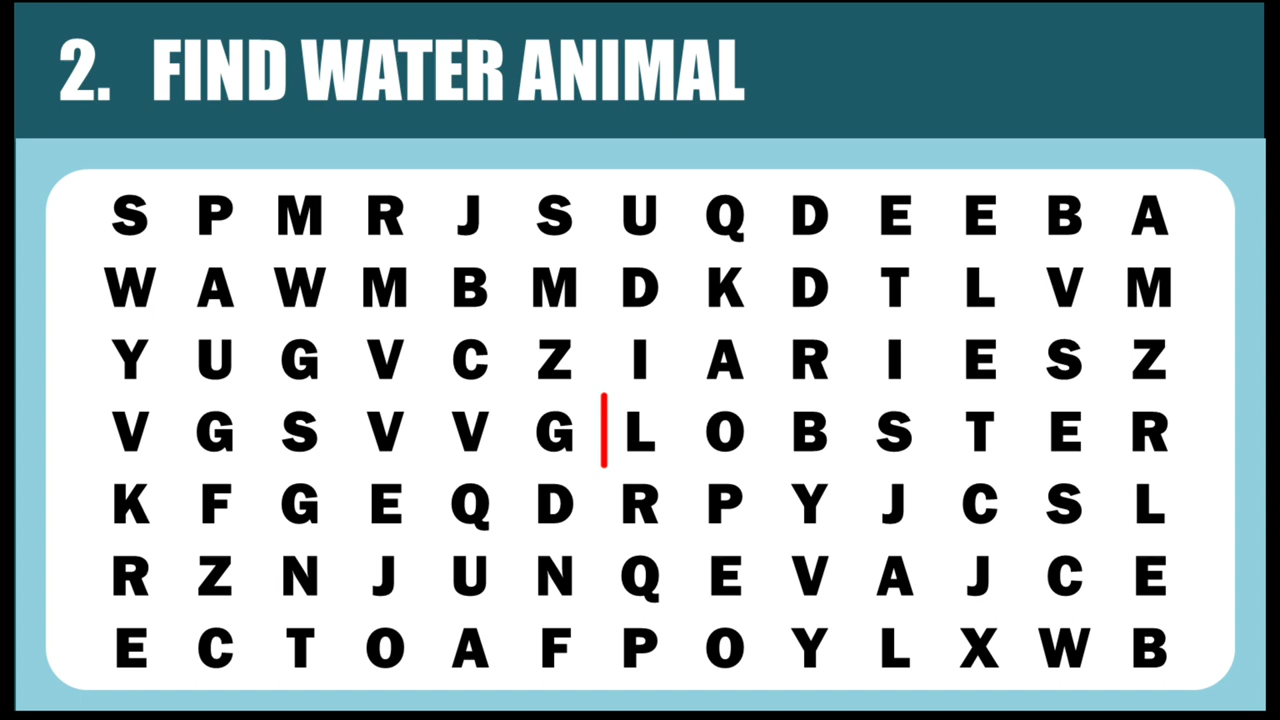 2. FIND WATER ANIMAL
S P M R J S U Q D E E B A
W A W M B M D K D T L V M
Y U G V C Z I A R I E S Z
V G S V V G L O B S T E R
K F G E Q D R P Y J C S L
R Z N J U N Q E V A J C E
E C T O A F P O Y L X W B